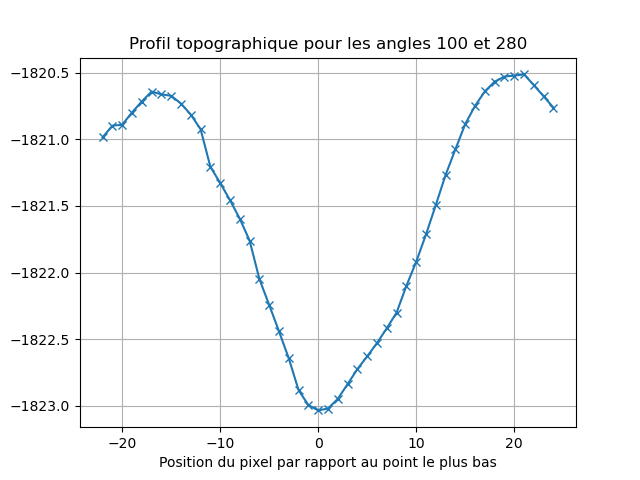 Profil topographique pour les angles 100 et 280
−1820.5
−1821.0
−1821.5
−1822.0
−1822.5
−1823.0
−20 −10 0 10 20
Position du pixel par rapport au point le plus bas